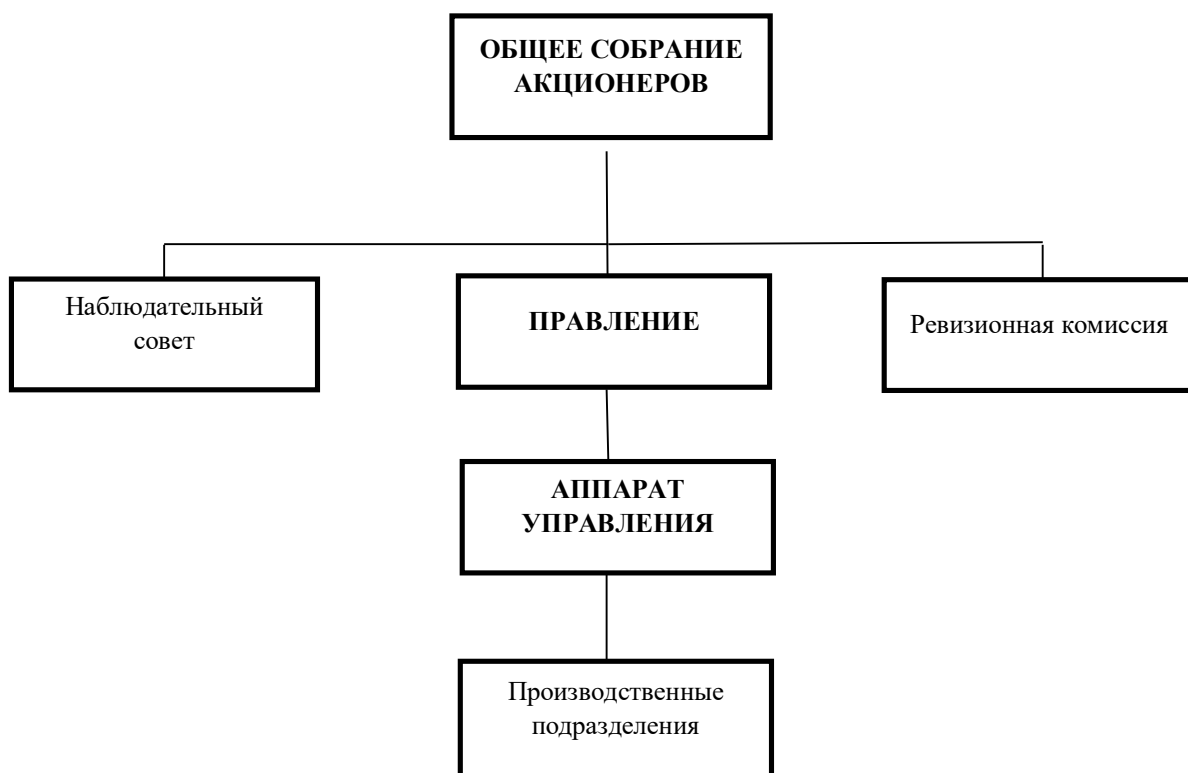 ОБЩЕЕ СОБРАНИЕ
АКЦИОНЕРОВ
Наблюдательный
совет
ПРАВЛЕНИЕ
Ревизионная комиссия
АППАРАТ
УПРАВЛЕНИЯ
Производственные
подразделения